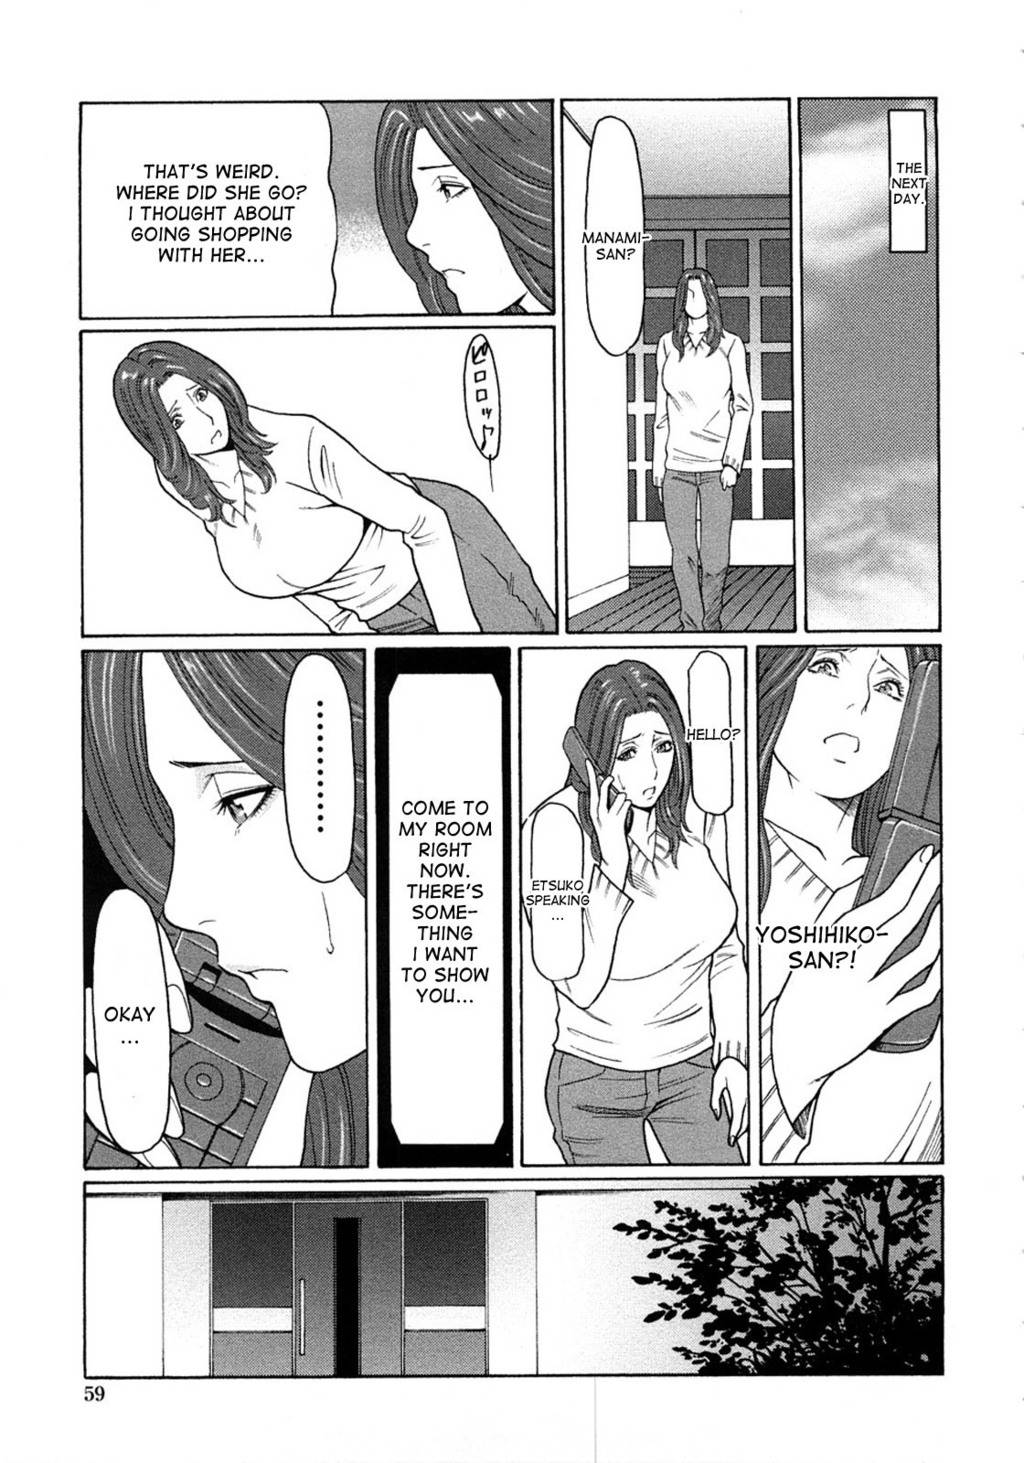 THE
NEXT
DAY.
MANAMI-
SAN?
THAT'S WEIRD.
WHERE DID SHE GO?
I THOUGHT ABOUT
GOING SHOPPING
WITH HER...
ピロロッ♪
YOSHIHIKO-
SAN?!
HELLO?
ETSUKO
SPEAKING
...
COME TO
MY ROOM
RIGHT
NOW.
THERE'S
SOME-
THING
I WANT
TO SHOW
YOU...
.........
OKAY
...
59